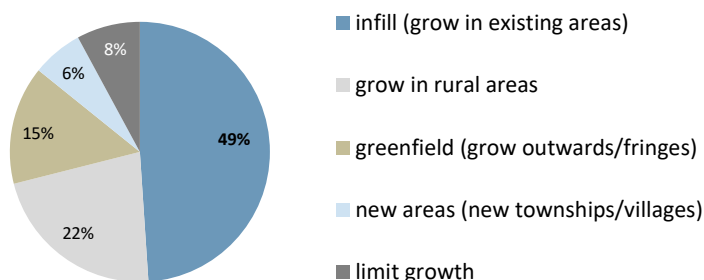 8%
6%
15%
22%
49%
infill (grow in existing areas)
grow in rural areas
greenfield (grow outwards/fringes)
new areas (new townships/villages)
limit growth